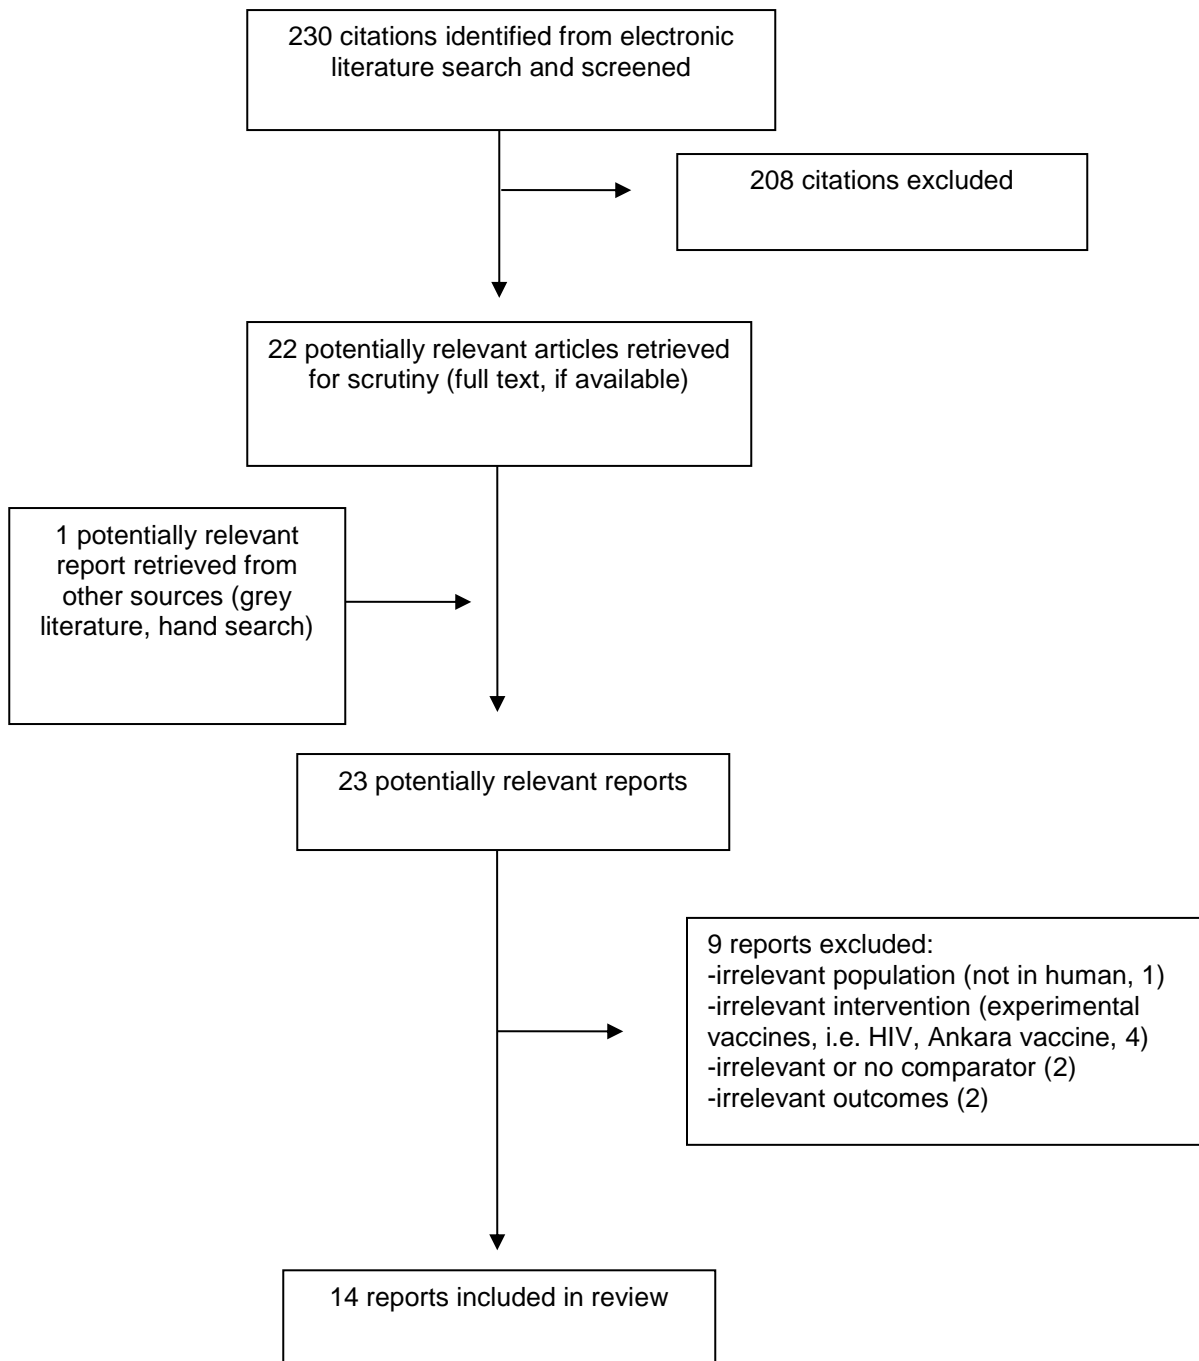 230 citations identified from electronic
literature search and screened
208 citations excluded
22 potentially relevant articles retrieved
for scrutiny (full text, if available)
1 potentially relevant
report retrieved from
other sources (grey
literature, hand search)
23 potentially relevant reports
9 reports excluded:
-irrelevant population (not in human, 1)
-irrelevant intervention (experimental
vaccines, i.e. HIV, Ankara vaccine, 4)
-irrelevant or no comparator (2)
-irrelevant outcomes (2)
14 reports included in review